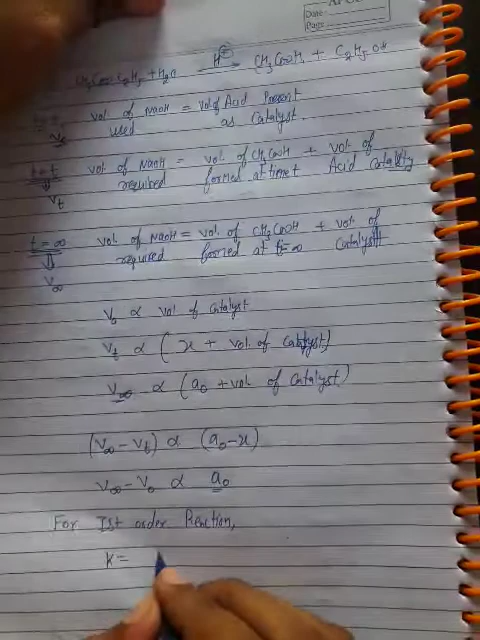 Date:
Page:
CH3COOC2H5 + H2O H⊕ CH3COOH + C2H5OH
vol. of NaOH = Vol of Acid Present
V0 used as Catalyst
t=t vol. of NaOH = vol. of CH3COOH + vol. of
required formed at time t Acid Catalyst
Vt
t=∞ vol. of NaOH = vol. of CH3COOH + vol. of
required formed at t=∞ Catalyst
V∞
V0 ∝ vol of Catalyst
Vt ∝ (x + vol. of Catalyst)
V∞ ∝ (a0 + vol. of Catalyst)
(V∞ - Vt) ∝ (a0 - x)
V∞ - V0 ∝ a0
For Ist order Reaction,
K =